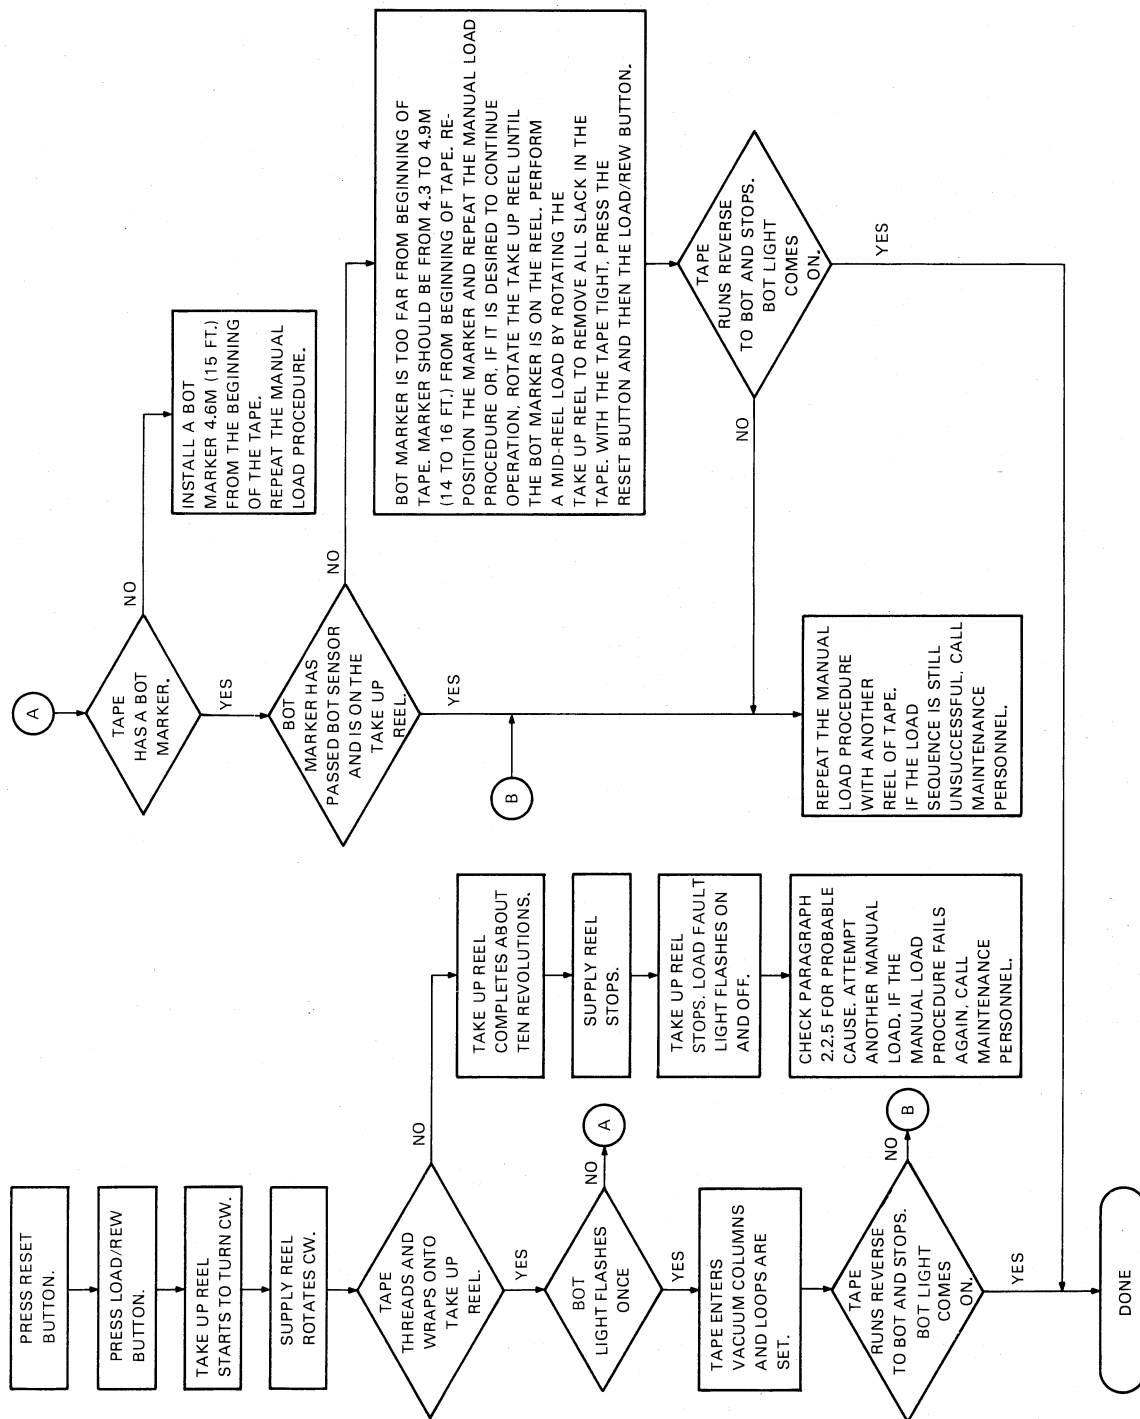 PRESS RESET
BUTTON.
PRESS LOAD/REW
BUTTON.
TAKE UP REEL
STARTS TO TURN CW.
SUPPLY REEL
ROTATES CW.
TAPE
THREADS AND
WRAPS ONTO
TAKE UP
REEL.
NO
YES
TAKE UP REEL
COMPLETES ABOUT
TEN REVOLUTIONS.
SUPPLY REEL
STOPS.
TAKE UP REEL
STOPS. LOAD FAULT
LIGHT FLASHES ON
AND OFF.
CHECK PARAGRAPH
2.2.5 FOR PROBABLE
CAUSE. ATTEMPT
ANOTHER MANUAL
LOAD. IF THE
MANUAL LOAD
PROCEDURE FAILS
AGAIN, CALL
MAINTENANCE
PERSONNEL.
BOT
LIGHT FLASHES
ONCE
NO
A
YES
TAPE ENTERS
VACUUM COLUMNS
AND LOOPS ARE
SET.
TAPE
RUNS REVERSE
TO BOT AND STOPS.
BOT LIGHT
COMES
ON.
NO
B
YES
DONE
A
TAPE
HAS A BOT
MARKER.
NO
YES
INSTALL A BOT
MARKER 4.6M (15 FT.)
FROM THE BEGINNING
OF THE TAPE.
REPEAT THE MANUAL
LOAD PROCEDURE.
BOT
MARKER HAS
PASSED BOT SENSOR
AND IS ON THE
TAKE UP
REEL.
NO
YES
BOT MARKER IS TOO FAR FROM BEGINNING OF
TAPE. MARKER SHOULD BE FROM 4.3 TO 4.9M
(14 TO 16 FT.) FROM BEGINNING OF TAPE. RE-
POSITION THE MARKER AND REPEAT THE MANUAL LOAD
PROCEDURE OR, IF IT IS DESIRED TO CONTINUE
OPERATION, ROTATE THE TAKE UP REEL UNTIL
THE BOT MARKER IS ON THE REEL. PERFORM
A MID-REEL LOAD BY ROTATING THE
TAKE UP REEL TO REMOVE ALL SLACK IN THE
TAPE. WITH THE TAPE TIGHT, PRESS THE
RESET BUTTON AND THEN THE LOAD/REW BUTTON.
B
TAPE
RUNS REVERSE
TO BOT AND STOPS.
BOT LIGHT
COMES
ON.
NO
YES
REPEAT THE MANUAL
LOAD PROCEDURE
WITH ANOTHER
REEL OF TAPE.
IF THE LOAD
SEQUENCE IS STILL
UNSUCCESSFUL, CALL
MAINTENANCE
PERSONNEL.